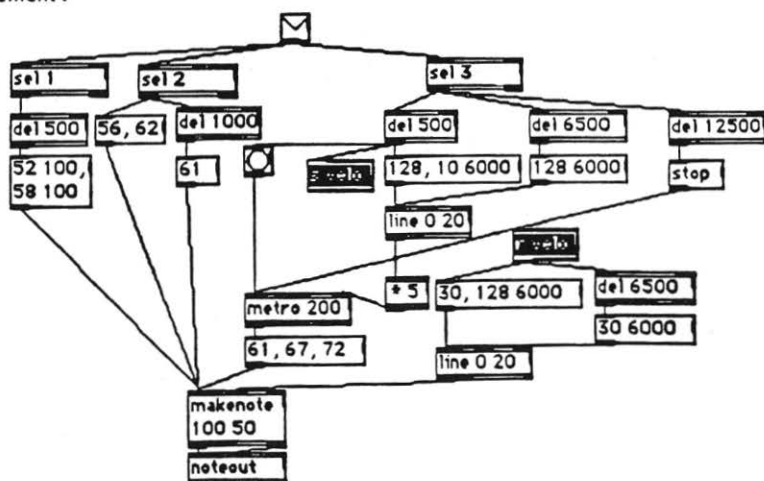 sel 1 sel 2 sel 3
del 500 56, 62 del 1000 del 500 del 6500 del 12500
52 100,
58 100
61 s velo 128, 10 6000 128 6000 stop
line 0 20
r velo
metro 200 * 5 30, 128 6000 del 6500
61, 67, 72 30 6000
line 0 20
makenote
100 50
noteout